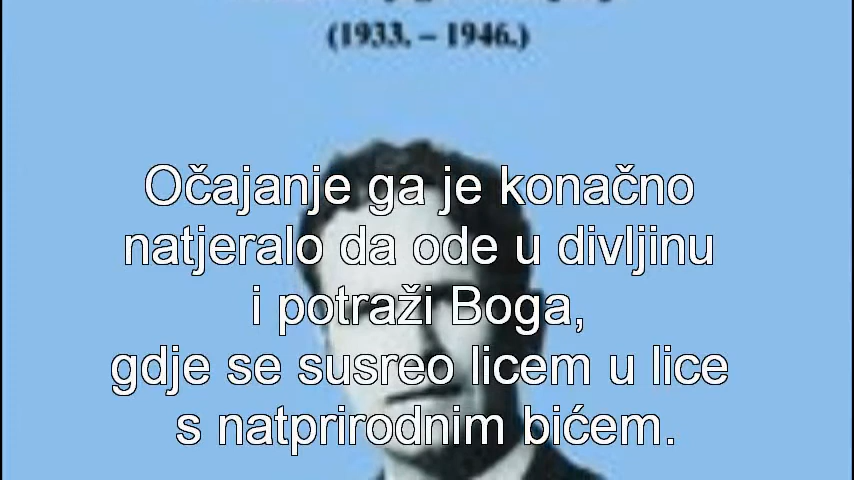 (1933. – 1946.)
Očajanje ga je konačno
natjeralo da ode u divljinu
i potraži Boga,
gdje se susreo licem u lice
s natprirodnim bićem.